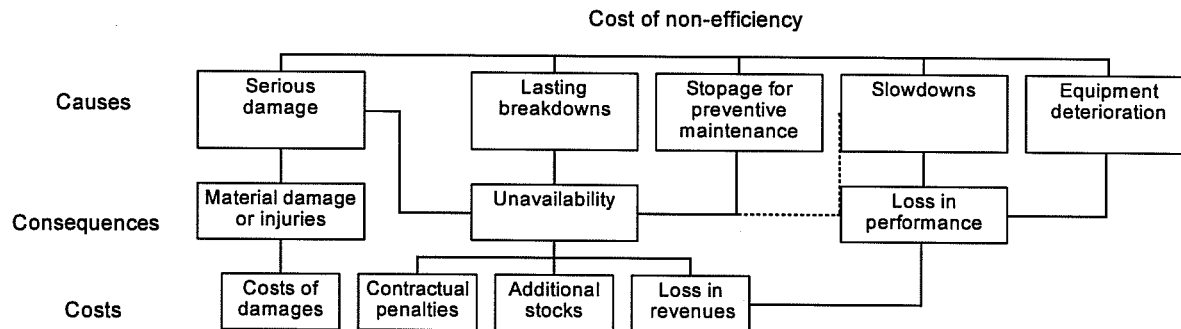 Cost of non-efficiency
Causes
Serious
damage
Lasting
breakdowns
Stopage for
preventive
maintenance
Slowdowns
Equipment
deterioration
Consequences
Material damage
or injuries
Unavailability
Loss in
performance
Costs
Costs of
damages
Contractual
penalties
Additional
stocks
Loss in
revenues